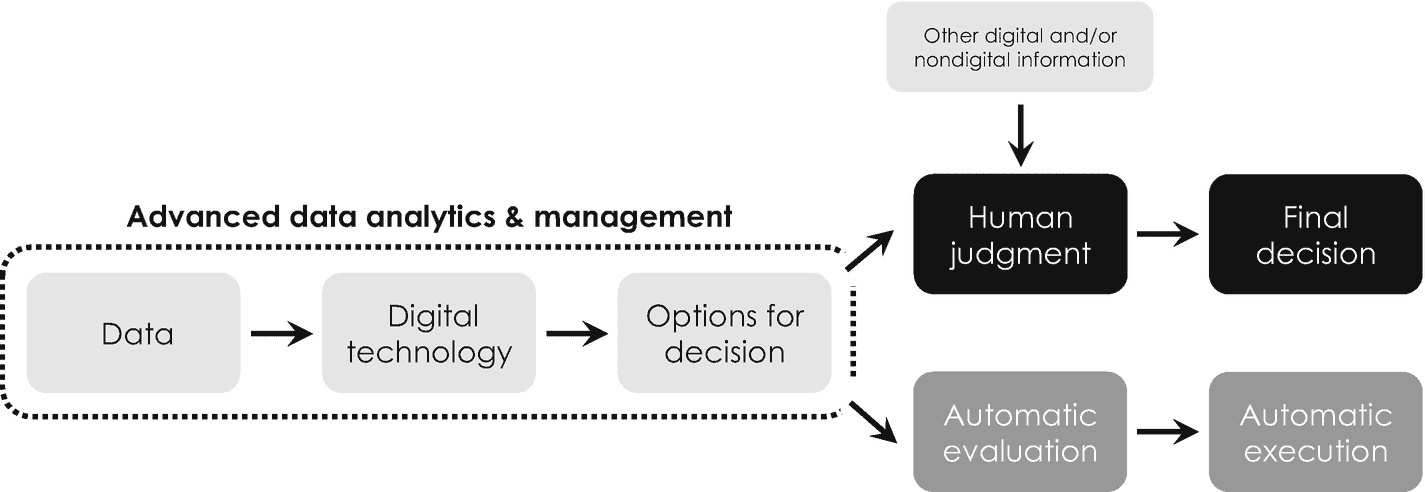 Other digital and/or
nondigital information
Advanced data analytics & management
Human
judgment
Final
decision
Data
Digital
technology
Options for
decision
Automatic
evaluation
Automatic
execution